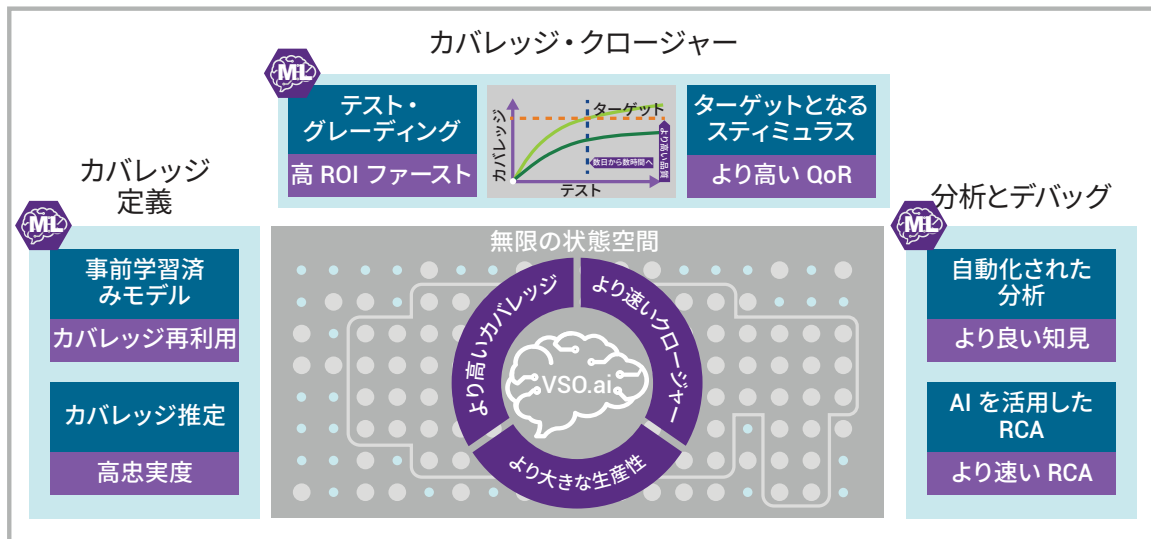 カバレッジ・クロージャー
ML
テスト・
グレーディング
高 ROI ファースト
カバレッジ
ターゲット
数日から数時間へ
より高い品質
テスト
ターゲットとなる
スティミュラス
より高い QoR
カバレッジ
定義
ML
事前学習済
みモデル
カバレッジ再利用
カバレッジ推定
高忠実度
無限の状態空間
より高いカバレッジ
より速いクロージャー
VSO.ai
より大きな生産性
分析とデバッグ
ML
自動化された
分析
より良い知見
AI を活用した
RCA
より速い RCA